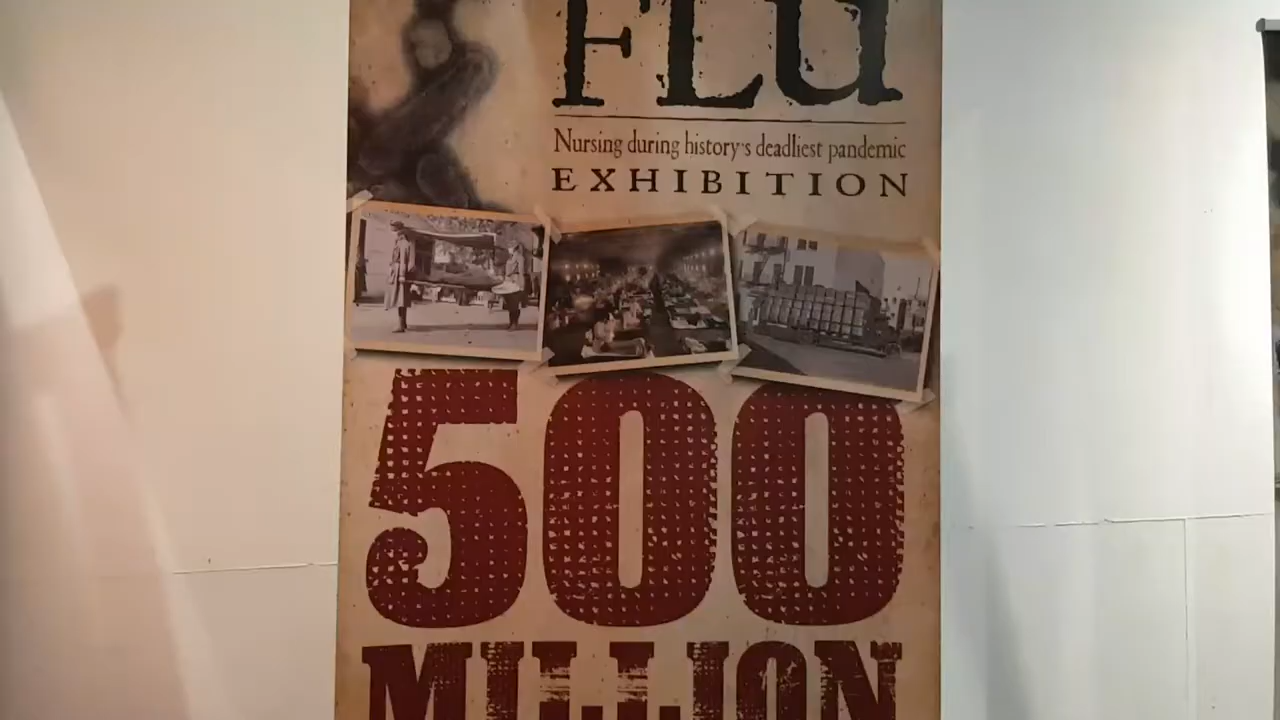 FLU
Nursing during history's deadliest pandemic
EXHIBITION
500
MILLION